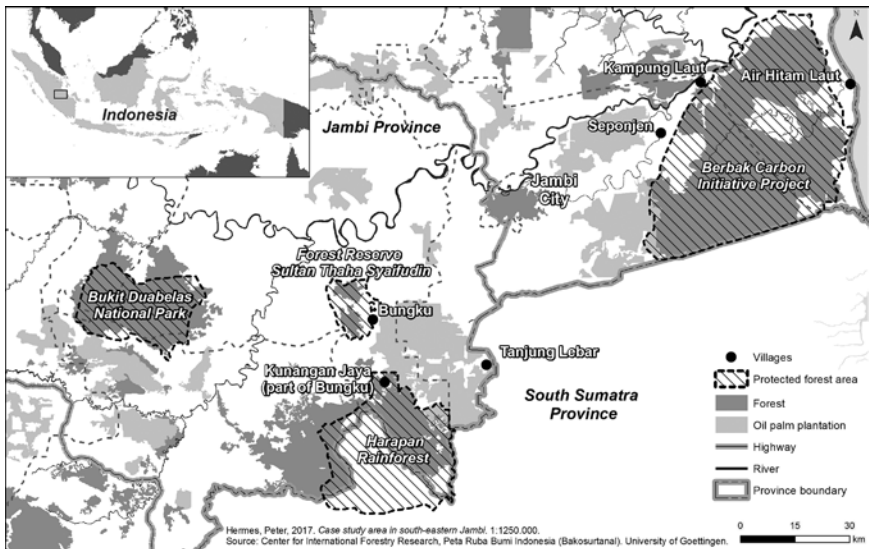 N
Indonesia
Jambi Province
Kampung Laut
Air Hitam Laut
Seponjen
Berbak Carbon
Initiative Project
Jambi
City
Forest Reserve
Sultan Thaha Syaifudin
Bukit Duabelas
National Park
Bungku
Tanjung Lebar
Kunangan Jaya
(part of Bungku)
South Sumatra
Province
Harapan
Rainforest
Villages
Protected forest area
Forest
Oil palm plantation
Highway
River
Province boundary
0 15 30
km
Hermes, Peter, 2017. Case study area in south-eastern Jambi. 1:1250.000.
Source: Center for International Forestry Research, Peta Ruba Bumi Indonesia (Bakosurtanal). University of Goettingen.